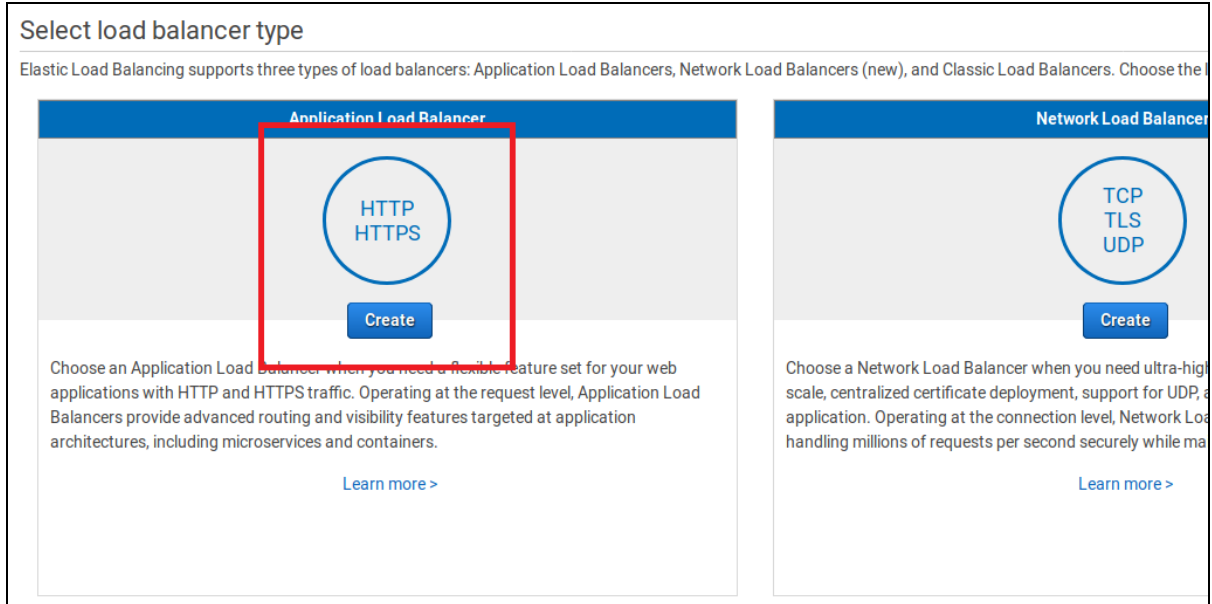 Select load balancer type
Elastic Load Balancing supports three types of load balancers: Application Load Balancers, Network Load Balancers (new), and Classic Load Balancers. Choose the
Application Load Balancer
HTTP
HTTPS
Create
Choose an Application Load Balancer when you need a flexible feature set for your web
applications with HTTP and HTTPS traffic. Operating at the request level, Application Load
Balancers provide advanced routing and visibility features targeted at application
architectures, including microservices and containers.
Learn more >
Network Load Balancer
TCP
TLS
UDP
Create
Choose a Network Load Balancer when you need ultra-high
scale, centralized certificate deployment, support for UDP,
application. Operating at the connection level, Network
handling millions of requests per second securely while
Learn more >